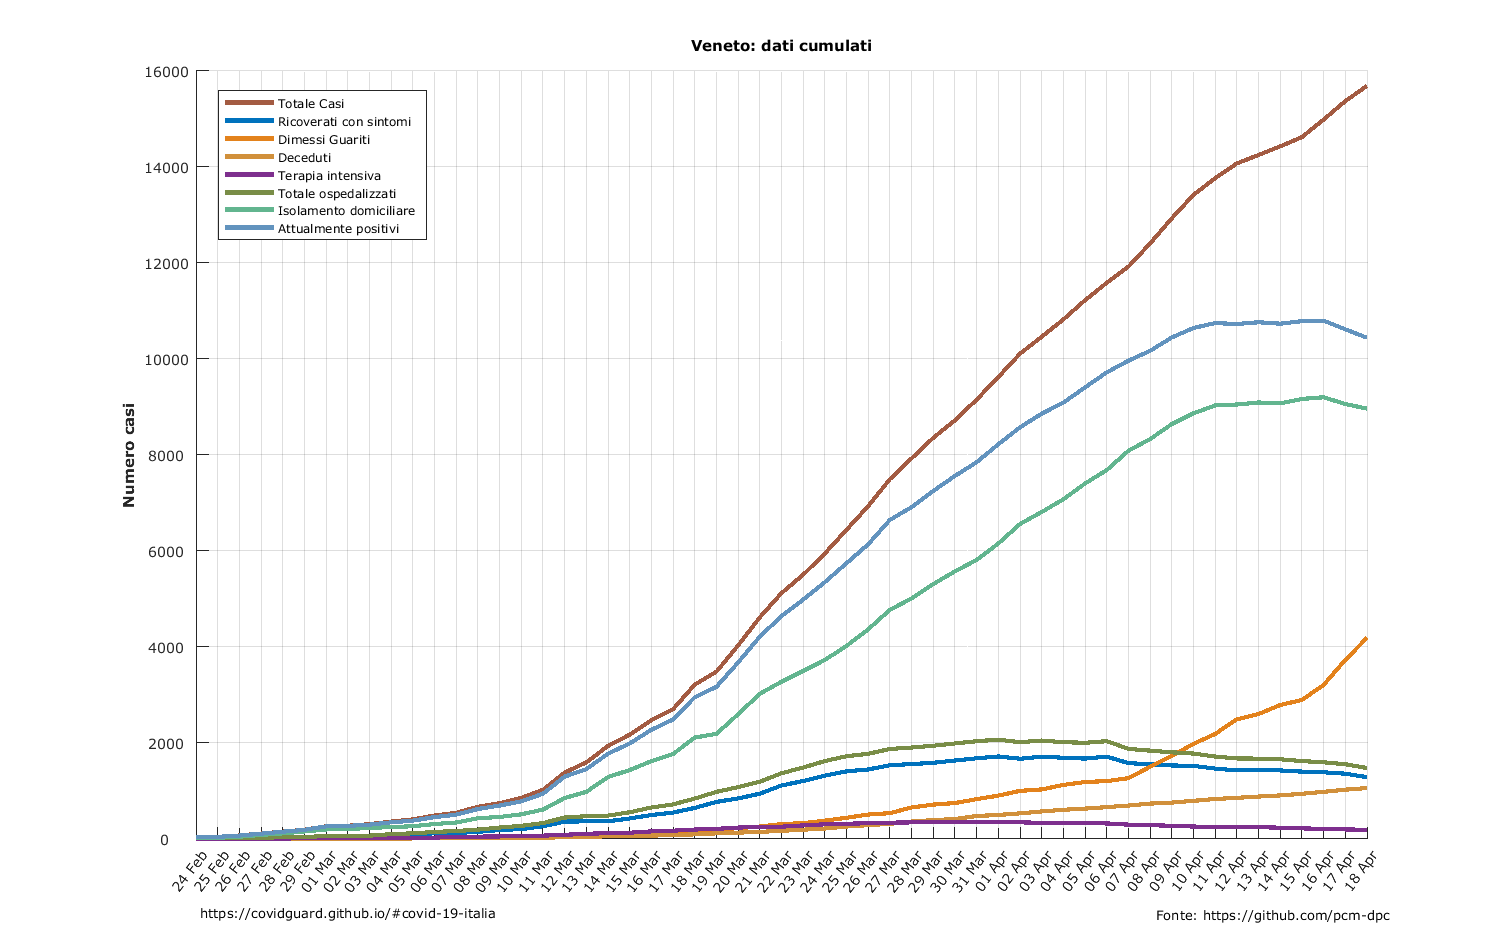 Veneto: dati cumulati
16000
14000
12000
10000
8000
6000
4000
2000
0
Numero casi
Totale Casi
Ricoverati con sintomi
Dimessi Guariti
Deceduti
Terapia intensiva
Totale ospedalizzati
Isolamento domiciliare
Attualmente positivi
24 Feb
25 Feb
26 Feb
27 Feb
28 Feb
29 Feb
01 Mar
02 Mar
03 Mar
04 Mar
05 Mar
06 Mar
07 Mar
08 Mar
09 Mar
10 Mar
11 Mar
12 Mar
13 Mar
14 Mar
15 Mar
16 Mar
17 Mar
18 Mar
19 Mar
20 Mar
21 Mar
22 Mar
23 Mar
24 Mar
25 Mar
26 Mar
27 Mar
28 Mar
29 Mar
30 Mar
31 Mar
01 Apr
02 Apr
03 Apr
04 Apr
05 Apr
06 Apr
07 Apr
08 Apr
09 Apr
10 Apr
11 Apr
12 Apr
13 Apr
14 Apr
15 Apr
16 Apr
17 Apr
18 Apr
https://covidguard.github.io/#covid-19-italia
Fonte: https://github.com/pcm-dpc